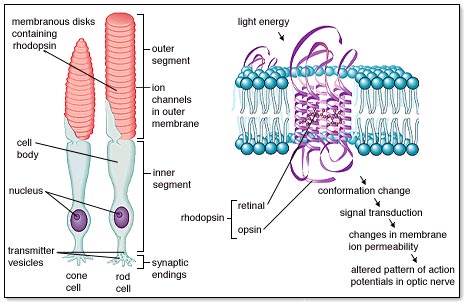 membranous disks
containing
rhodopsin
outer
segment
ion
channels
in outer
membrane
cell
body
inner
segment
nucleus
transmitter
vesicles
synaptic
endings
cone
cell
rod
cell
light energy
rhodopsin
retinal
opsin
conformation change
signal transduction
changes in membrane
ion permeability
altered pattern of action
potentials in optic nerve